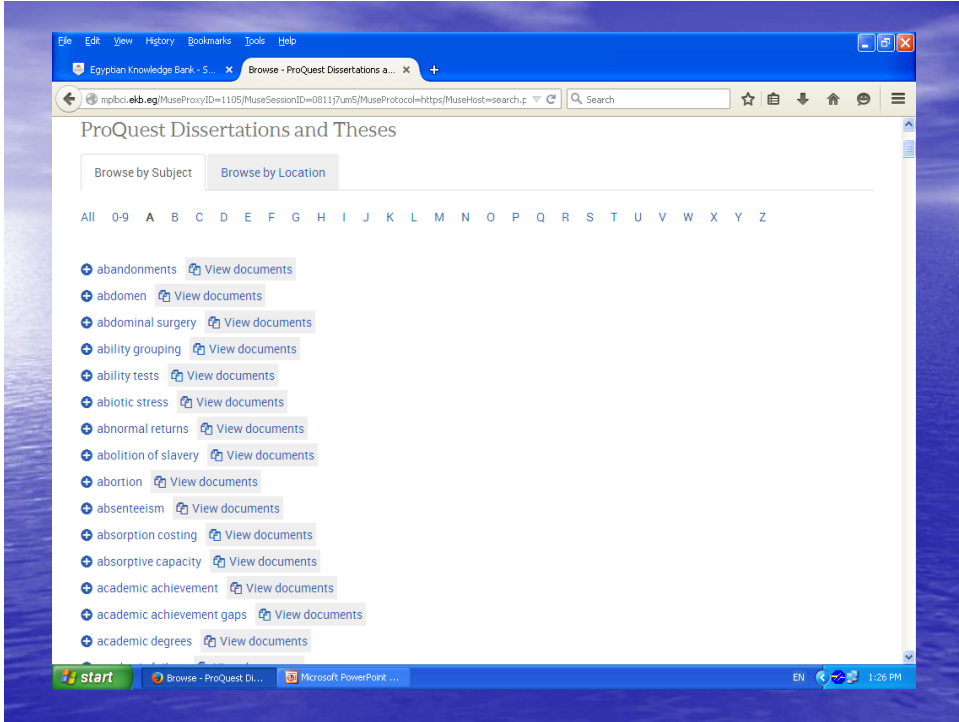 File Edit View History Bookmarks Tools Help
Egyptian Knowledge Bank - S... Browse - ProQuest Dissertations a...
mplbci.ekb.eg/MuseProxyID=1105/MuseSessionID=0811j7um5/MuseProtocol=https/MuseHost=search.p Search
ProQuest Dissertations and Theses
Browse by Subject Browse by Location
All 0-9 A B C D E F G H I J K L M N O P Q R S T U V W X Y Z
abandonments View documents
abdomen View documents
abdominal surgery View documents
ability grouping View documents
ability tests View documents
abiotic stress View documents
abnormal returns View documents
abolition of slavery View documents
abortion View documents
absenteeism View documents
absorption costing View documents
absorptive capacity View documents
academic achievement View documents
academic achievement gaps View documents
academic degrees View documents
start Browse - ProQuest Di... Microsoft PowerPoint ... EN 1:26 PM